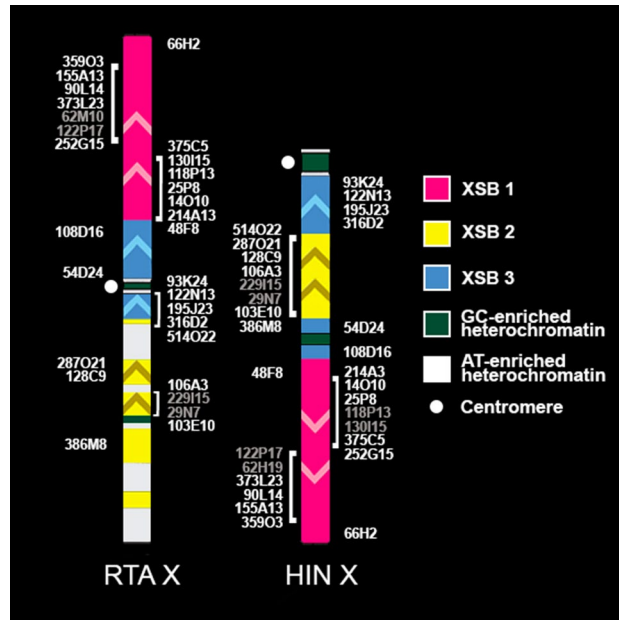 66H2
359O3
155A13
90L14
373L23
62M10
122P17
252G15
375C5
130I15
118P13
25P8
14O10
214A13
48F8
108D16
54D24
93K24
122N13
195J23
316D2
514O22
287O21
128C9
106A3
229I15
29N7
103E10
386M8
RTA X
93K24
122N13
195J23
316D2
514O22
287O21
128C9
106A3
229I15
29N7
103E10
386M8
54D24
108D16
48F8
214A3
14O10
25P8
118P13
130I15
375C5
252G15
122P17
62H19
373L23
90L14
155A13
359O3
66H2
HIN X
XSB 1
XSB 2
XSB 3
GC-enriched
heterochromatin
AT-enriched
heterochromatin
Centromere